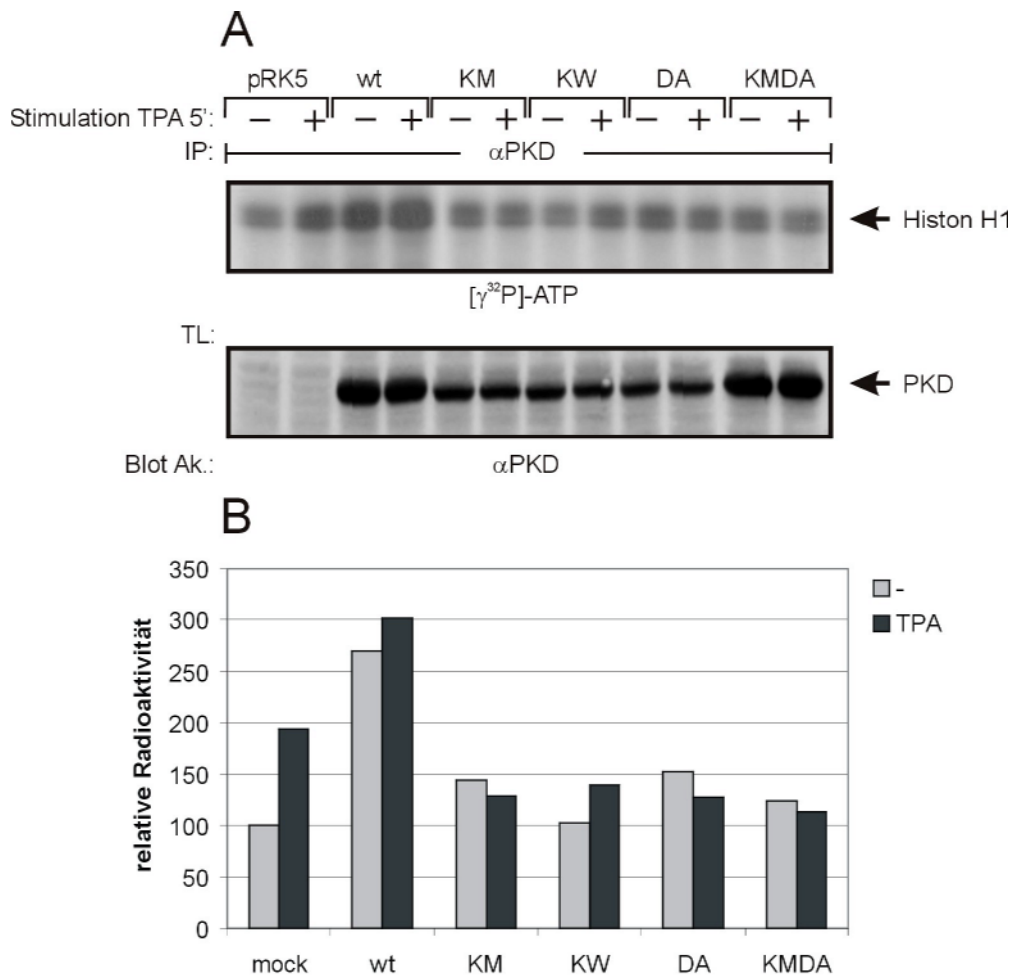 A
pRK5 wt KM KW DA KMDA
Stimulation TPA 5': − + − + − + − + − + − +
IP: αPKD
Histon H1
[γ³²P]-ATP
TL:
PKD
Blot Ak.: αPKD
B
350
300
250
200
150
100
50
0
relative Radioaktivität
-
TPA
mock wt KM KW DA KMDA